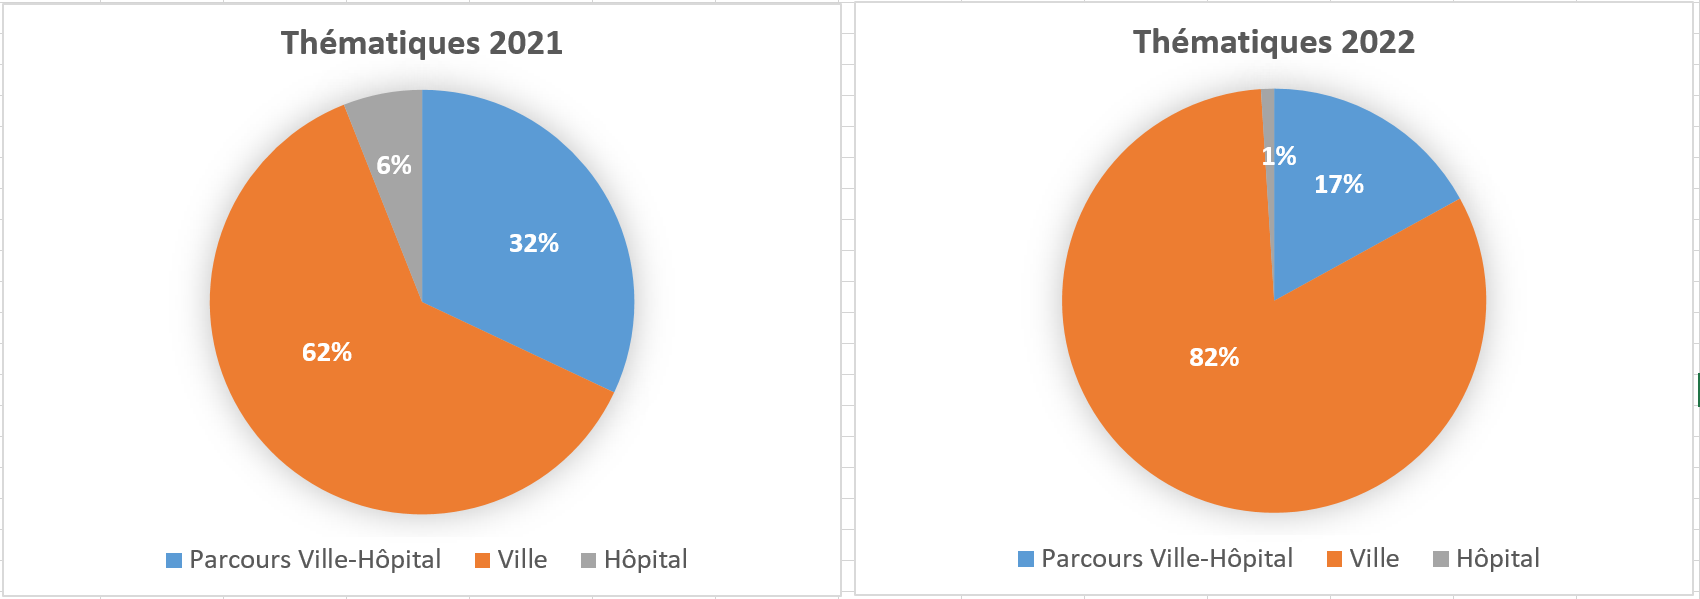 Thématiques 2021
6%
32%
62%
Parcours Ville-Hôpital
Ville
Hôpital
Thématiques 2022
1%
17%
82%
Parcours Ville-Hôpital
Ville
Hôpital